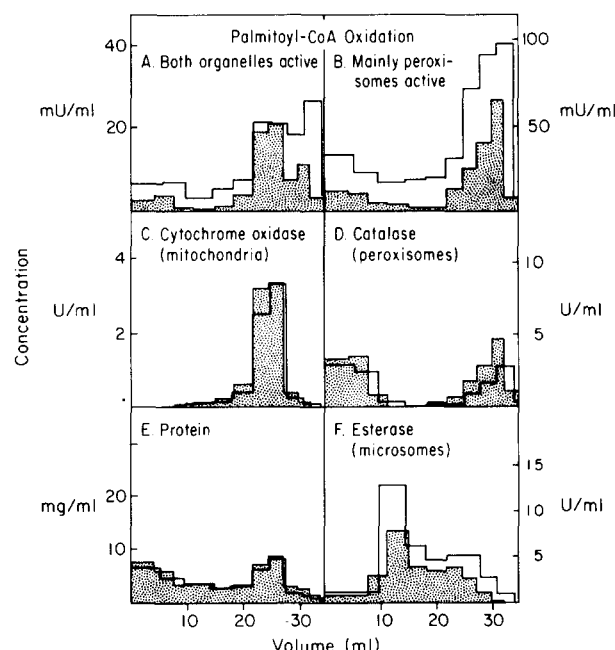 Palmitoyl-CoA Oxidation
A. Both organelles active
B. Mainly peroxi-
somes active
40
20
mU/ml
100
50
mU/ml
C. Cytochrome oxidase
(mitochondria)
D. Catalase
(peroxisomes)
4
2
U/ml
10
5
U/ml
Concentration
E. Protein
F. Esterase
(microsomes)
20
10
mg/ml
15
10
5
U/ml
10 20 30
10 20 30
Volume (ml)